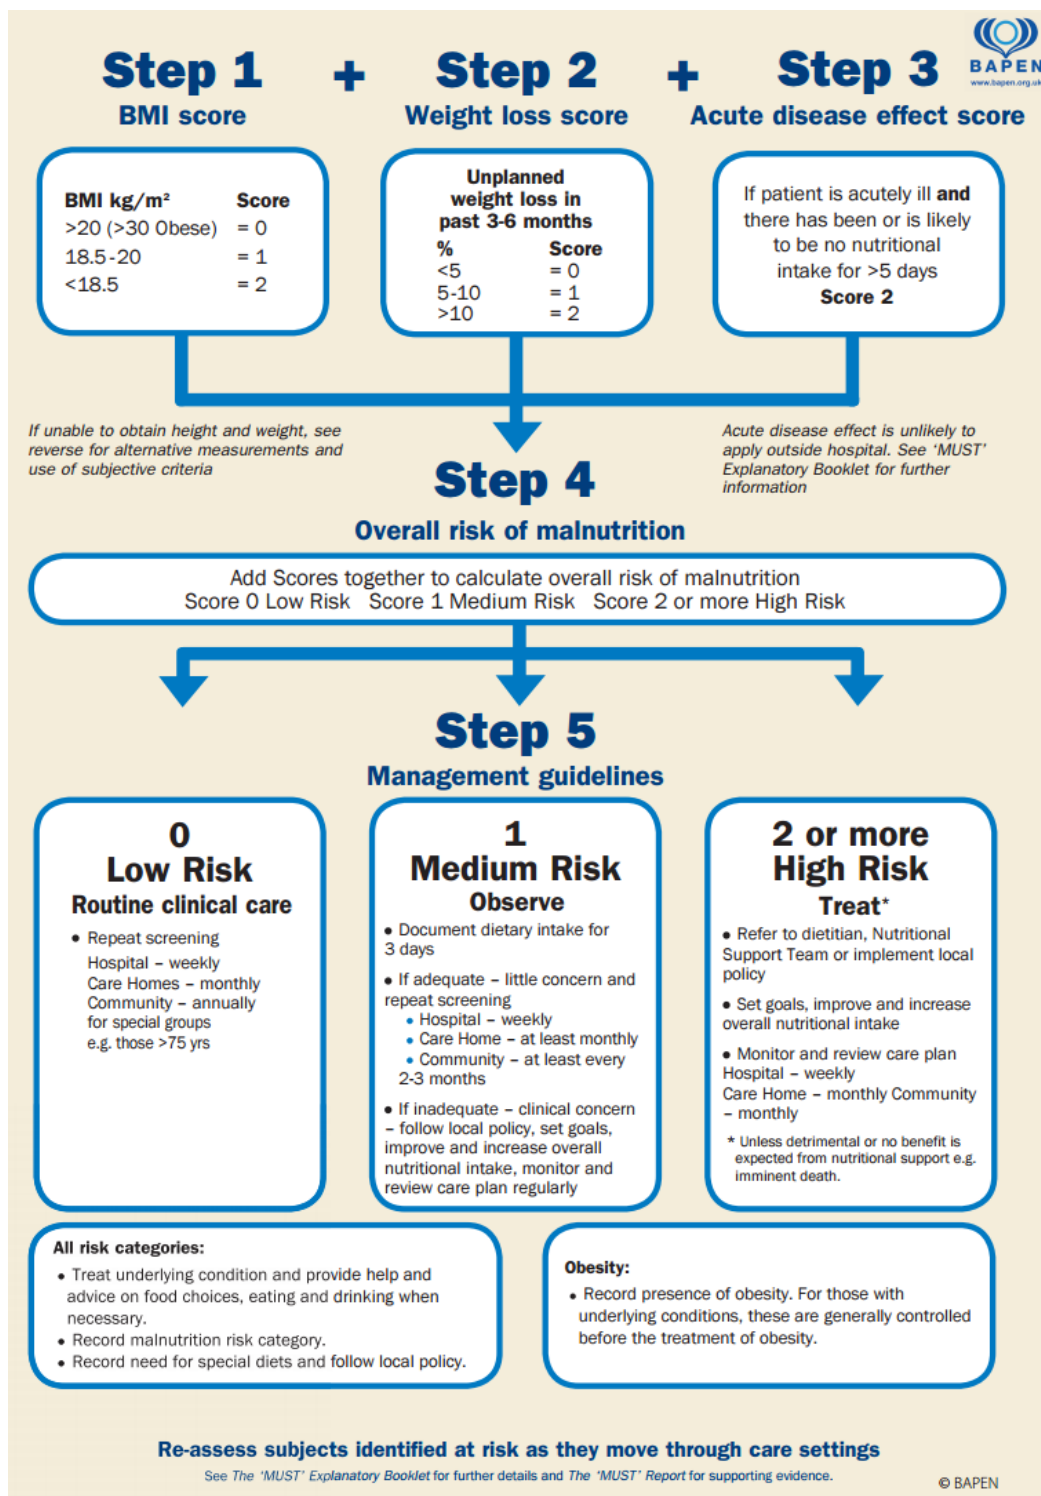 Step 1 + Step 2 + Step 3
BAPEN
www.bapen.org.uk
BMI score
Weight loss score
Acute disease effect score
BMI kg/m² Score
>20 (>30 Obese) = 0
18.5-20 = 1
<18.5 = 2
Unplanned
weight loss in
past 3-6 months
% Score
<5 = 0
5-10 = 1
>10 = 2
If patient is acutely ill and
there has been or is likely
to be no nutritional
intake for >5 days
Score 2
If unable to obtain height and weight, see
reverse for alternative measurements and
use of subjective criteria
Acute disease effect is unlikely to
apply outside hospital. See ‘MUST’
Explanatory Booklet for further
information
Step 4
Overall risk of malnutrition
Add Scores together to calculate overall risk of malnutrition
Score 0 Low Risk Score 1 Medium Risk Score 2 or more High Risk
Step 5
Management guidelines
0
Low Risk
Routine clinical care
• Repeat screening
Hospital – weekly
Care Homes – monthly
Community – annually
for special groups
e.g. those >75 yrs
1
Medium Risk
Observe
• Document dietary intake for
3 days
• If adequate – little concern and
repeat screening
• Hospital – weekly
• Care Home – at least monthly
• Community – at least every
2-3 months
• If inadequate – clinical concern
– follow local policy, set goals,
improve and increase overall
nutritional intake, monitor and
review care plan regularly
2 or more
High Risk
Treat*
• Refer to dietitian, Nutritional
Support Team or implement local
policy
• Set goals, improve and increase
overall nutritional intake
• Monitor and review care plan
Hospital – weekly
Care Home – monthly Community
– monthly
* Unless detrimental or no benefit is
expected from nutritional support e.g.
imminent death.
All risk categories:
• Treat underlying condition and provide help and
advice on food choices, eating and drinking when
necessary.
• Record malnutrition risk category.
• Record need for special diets and follow local policy.
Obesity:
• Record presence of obesity. For those with
underlying conditions, these are generally controlled
before the treatment of obesity.
Re-assess subjects identified at risk as they move through care settings
See The ‘MUST’ Explanatory Booklet for further details and The ‘MUST’ Report for supporting evidence.
© BAPEN